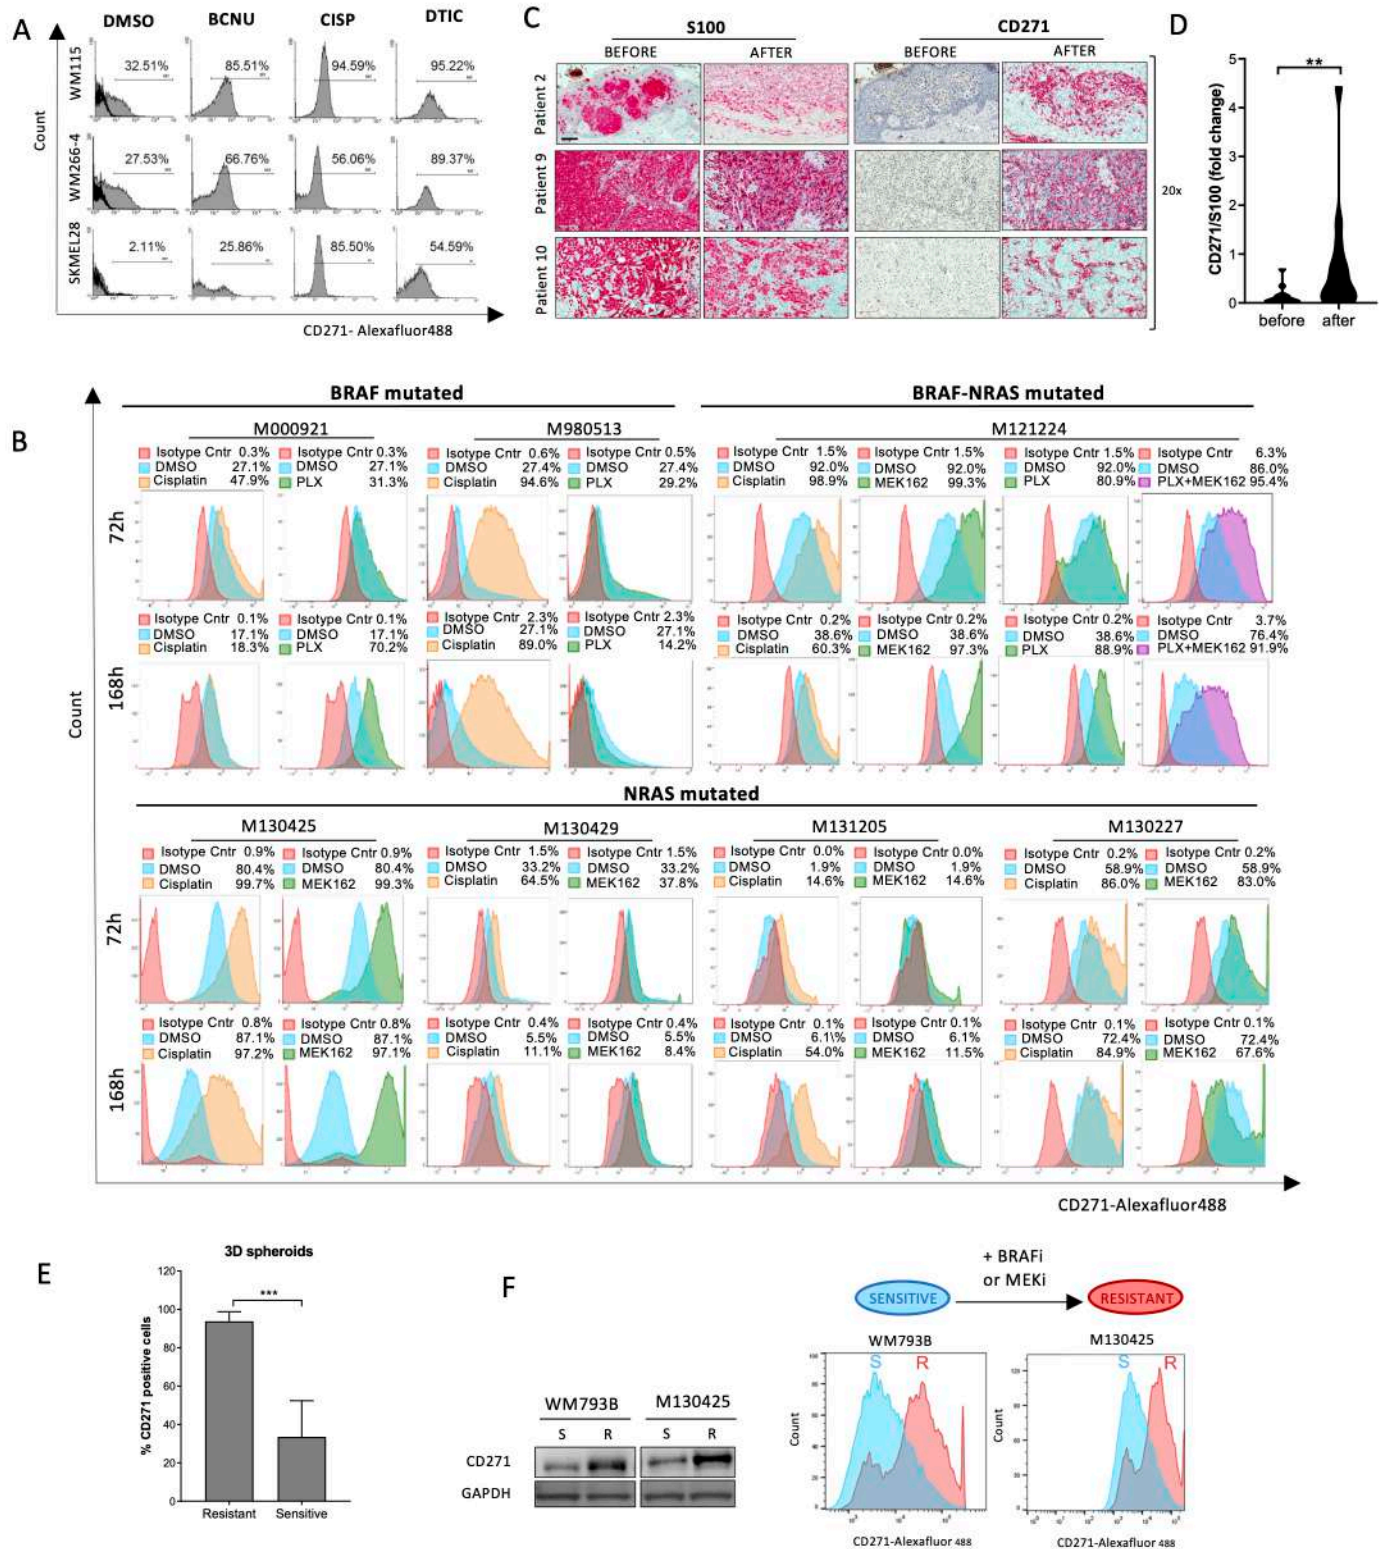 A
DMSO BCNU CISP DTIC
WM115
32.51% 85.51% 94.59% 95.22%
WM266-4
27.53% 66.76% 56.06% 89.37%
SKMEL28
2.11% 25.86% 85.50% 54.59%
Count
CD271- Alexafluor488
C
S100 CD271
BEFORE AFTER BEFORE AFTER
Patient 2
Patient 9
Patient 10
20x
D
CD271/S100 (fold change)
**
5
4
3
2
1
0
before after
B
BRAF mutated BRAF-NRAS mutated
M000921 M980513 M121224
72h
Isotype Cntr 0.3% Isotype Cntr 0.3% Isotype Cntr 0.6% Isotype Cntr 0.5% Isotype Cntr 1.5% Isotype Cntr 1.5% Isotype Cntr 1.5% Isotype Cntr 6.3%
DMSO 27.1% DMSO 27.1% DMSO 27.4% DMSO 27.4% DMSO 92.0% DMSO 92.0% DMSO 92.0% DMSO 86.0%
Cisplatin 47.9% PLX 31.3% Cisplatin 94.6% PLX 29.2% Cisplatin 98.9% MEK162 99.3% PLX 80.9% PLX+MEK162 95.4%
168h
Isotype Cntr 0.1% Isotype Cntr 0.1% Isotype Cntr 2.3% Isotype Cntr 2.3% Isotype Cntr 0.2% Isotype Cntr 0.2% Isotype Cntr 0.2% Isotype Cntr 3.7%
DMSO 17.1% DMSO 17.1% DMSO 27.1% DMSO 27.1% DMSO 38.6% DMSO 38.6% DMSO 38.6% DMSO 76.4%
Cisplatin 18.3% PLX 70.2% Cisplatin 89.0% PLX 14.2% Cisplatin 60.3% MEK162 97.3% PLX 88.9% PLX+MEK162 91.9%
Count
NRAS mutated
M130425 M130429 M131205 M130227
72h
Isotype Cntr 0.9% Isotype Cntr 0.9% Isotype Cntr 1.5% Isotype Cntr 1.5% Isotype Cntr 0.0% Isotype Cntr 0.0% Isotype Cntr 0.2% Isotype Cntr 0.2%
DMSO 80.4% DMSO 80.4% DMSO 33.2% DMSO 33.2% DMSO 1.9% DMSO 1.9% DMSO 58.9% DMSO 58.9%
Cisplatin 99.7% MEK162 99.3% Cisplatin 64.5% MEK162 37.8% Cisplatin 14.6% MEK162 14.6% Cisplatin 86.0% MEK162 83.0%
168h
Isotype Cntr 0.8% Isotype Cntr 0.8% Isotype Cntr 0.4% Isotype Cntr 0.4% Isotype Cntr 0.1% Isotype Cntr 0.1% Isotype Cntr 0.1% Isotype Cntr 0.1%
DMSO 87.1% DMSO 87.1% DMSO 5.5% DMSO 5.5% DMSO 6.1\% DMSO 6.1% DMSO 72.4% DMSO 72.4%
Cisplatin 97.2% MEK162 97.1% Cisplatin 11.1% MEK162 8.4% Cisplatin 54.0% MEK162 11.5% Cisplatin 84.9% MEK162 67.6%
CD271-Alexafluor488
E
3D spheroids
% CD271 positive cells
***
120
100
80
60
40
20
0
Resistant Sensitive
F
WM793B M130425
S R S R
CD271
GAPDH
+ BRAFi
or MEKi
SENSITIVE RESISTANT
WM793B M130425
S R S R
Count Count
CD271-Alexafluor 488 CD271-Alexafluor 488